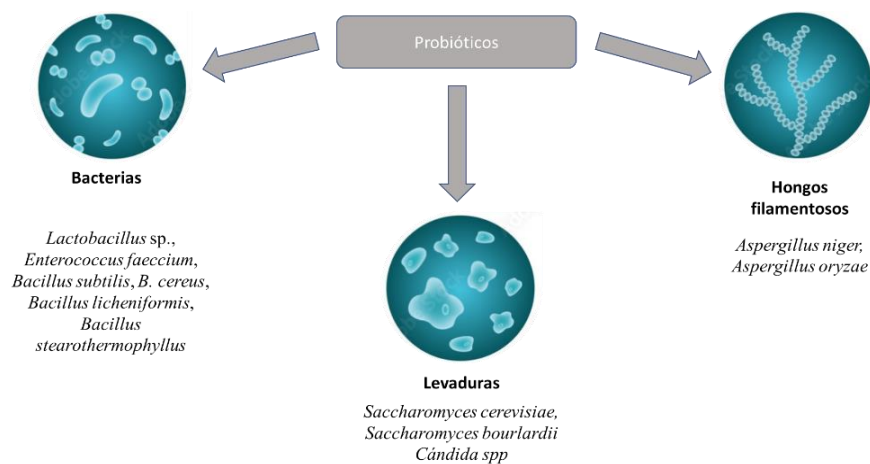 Probióticos
Bacterias
Lactobacillus sp.,
Enterococcus faeccium,
Bacillus subtilis, B. cereus,
Bacillus licheniformis,
Bacillus
stearothermophyllus
Levaduras
Saccharomyces cerevisiae,
Saccharomyces bourlardii
Cándida spp
Hongos
filamentosos
Aspergillus niger,
Aspergillus oryzae